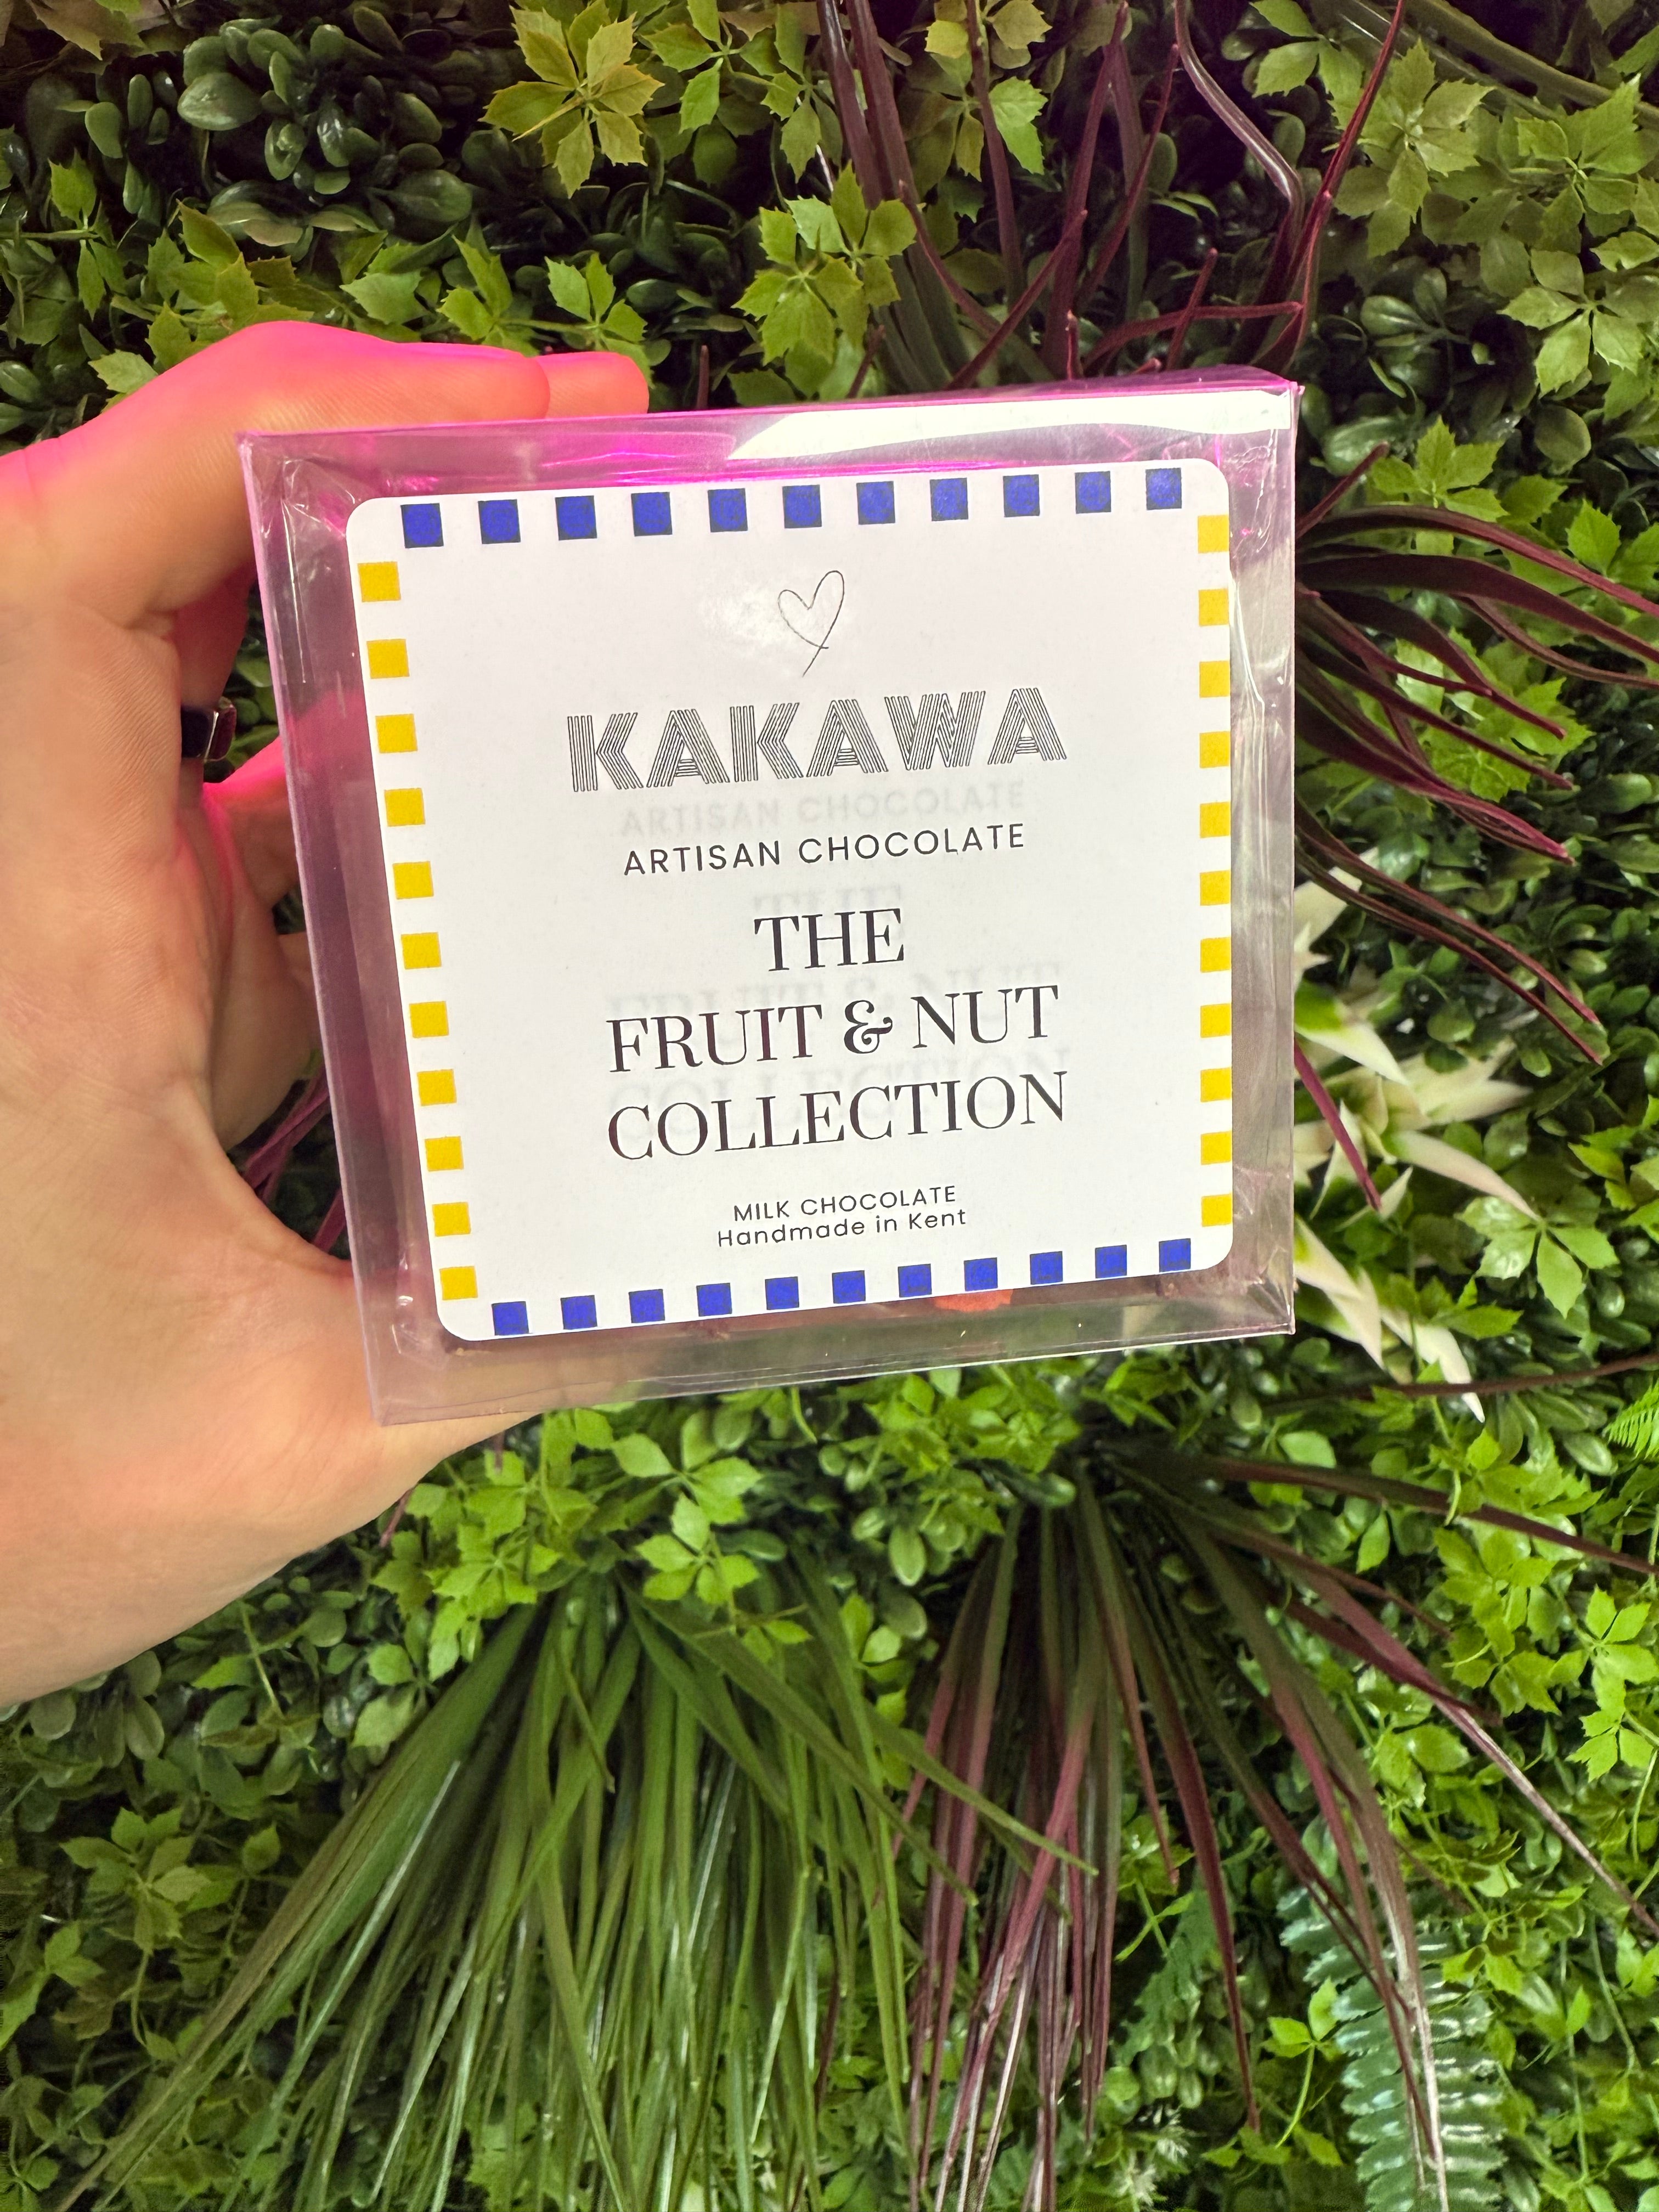 KAKAWA
ARTISAN CHOCOLATE
THE
FRUIT & NUT
COLLECTION
MILK CHOCOLATE
Handmade in Kent